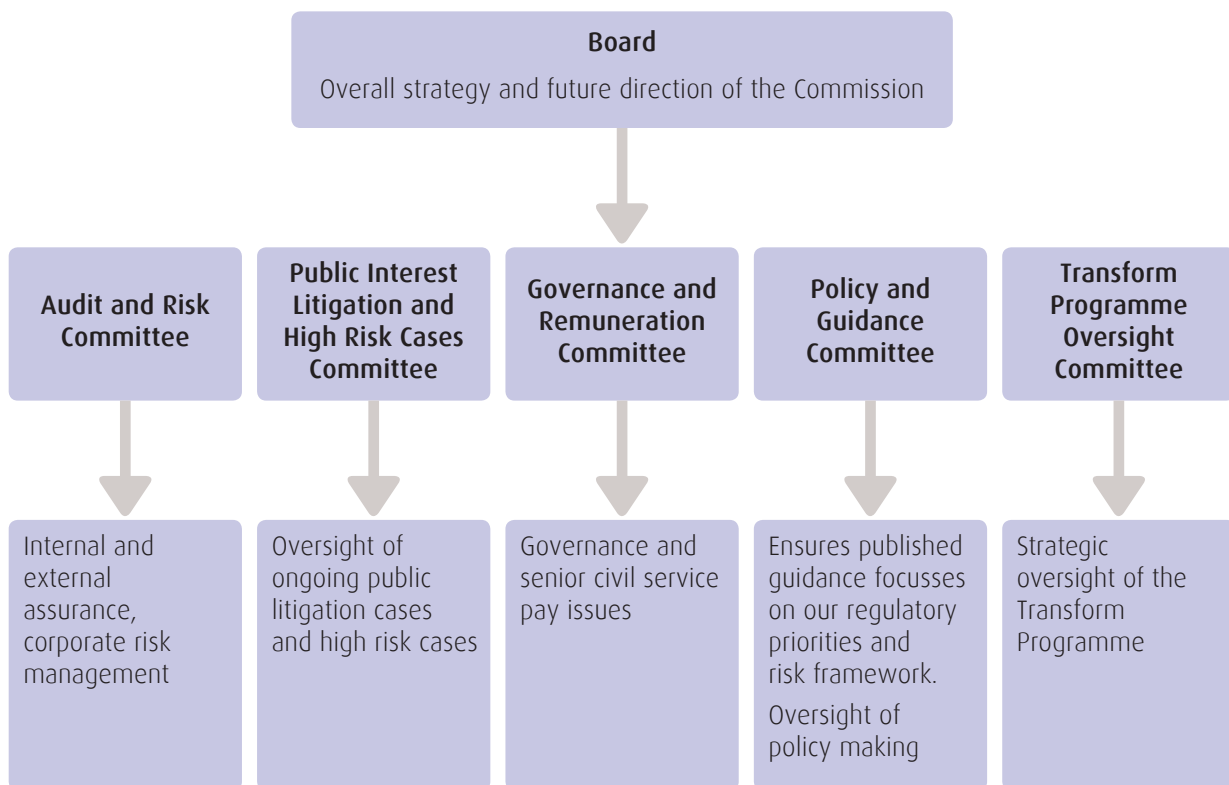 Board
Overall strategy and future direction of the Commission
Audit and Risk
Committee
Public Interest
Litigation and
High Risk Cases
Committee
Governance and
Remuneration
Committee
Policy and
Guidance
Committee
Transform
Programme
Oversight
Committee
Internal and
external
assurance,
corporate risk
management
Oversight of
ongoing public
litigation cases
and high risk cases
Governance and
senior civil service
pay issues
Ensures published
guidance focusses
on our regulatory
priorities and
risk framework.
Oversight of
policy making
Strategic
oversight of the
Transform
Programme